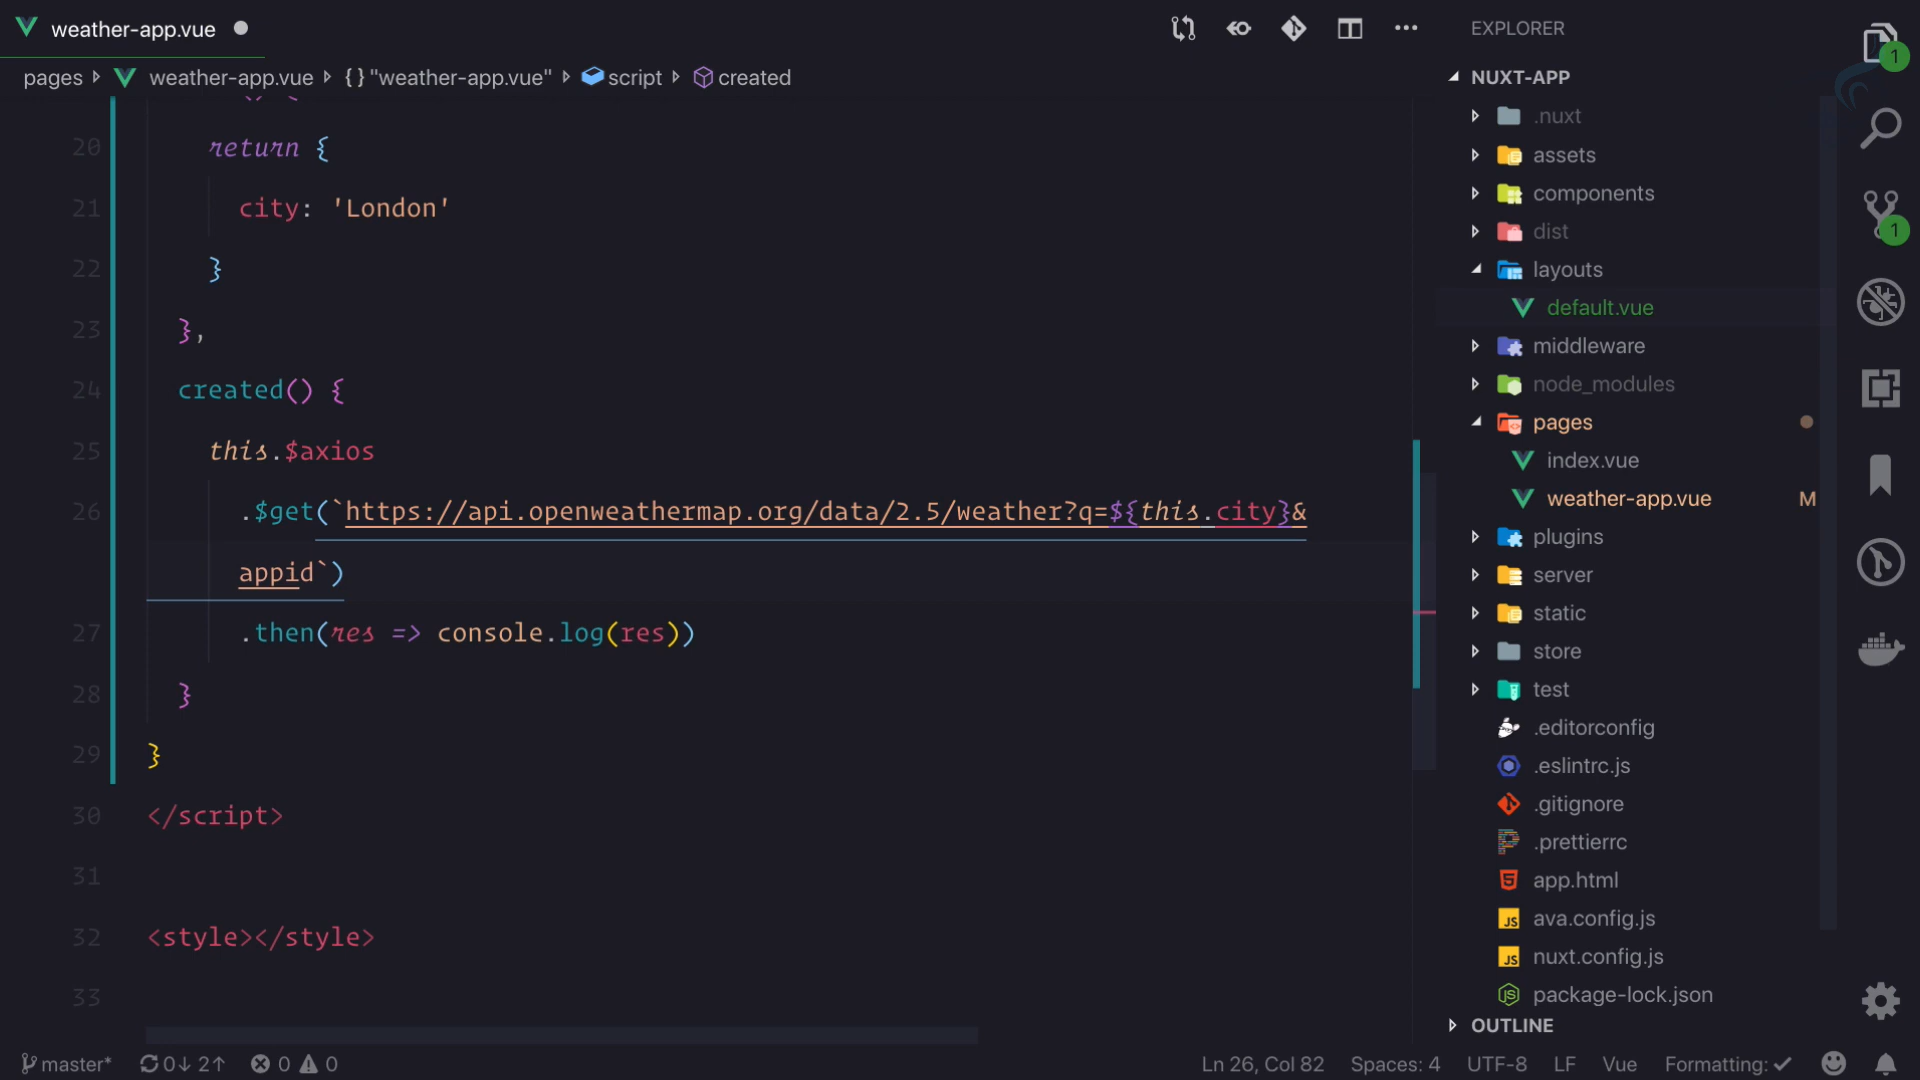 weather-app.vue
pages weather-app.vue {} "weather-app.vue" script created
20 return {
21 city: 'London'
22 }
23 },
24 created() {
25 this.$axios
26 .$get(`https://api.openweathermap.org/data/2.5/weather?q=${this.city}&
appid`)
27 .then(res => console.log(res))
28 }
29 }
30 </script>
31
32 <style></style>
33
EXPLORER
NUXT-APP
.nuxt
assets
components
dist
layouts
default.vue
middleware
node_modules
pages
index.vue
weather-app.vue M
plugins
server
static
store
test
.editorconfig
.eslintrc.js
.gitignore
.prettierrc
app.html
ava.config.js
nuxt.config.js
package-lock.json
OUTLINE
1
1
master* 0↓ 2↑ 0 0 Ln 26, Col 82 Spaces: 4 UTF-8 LF Vue Formatting: ✓